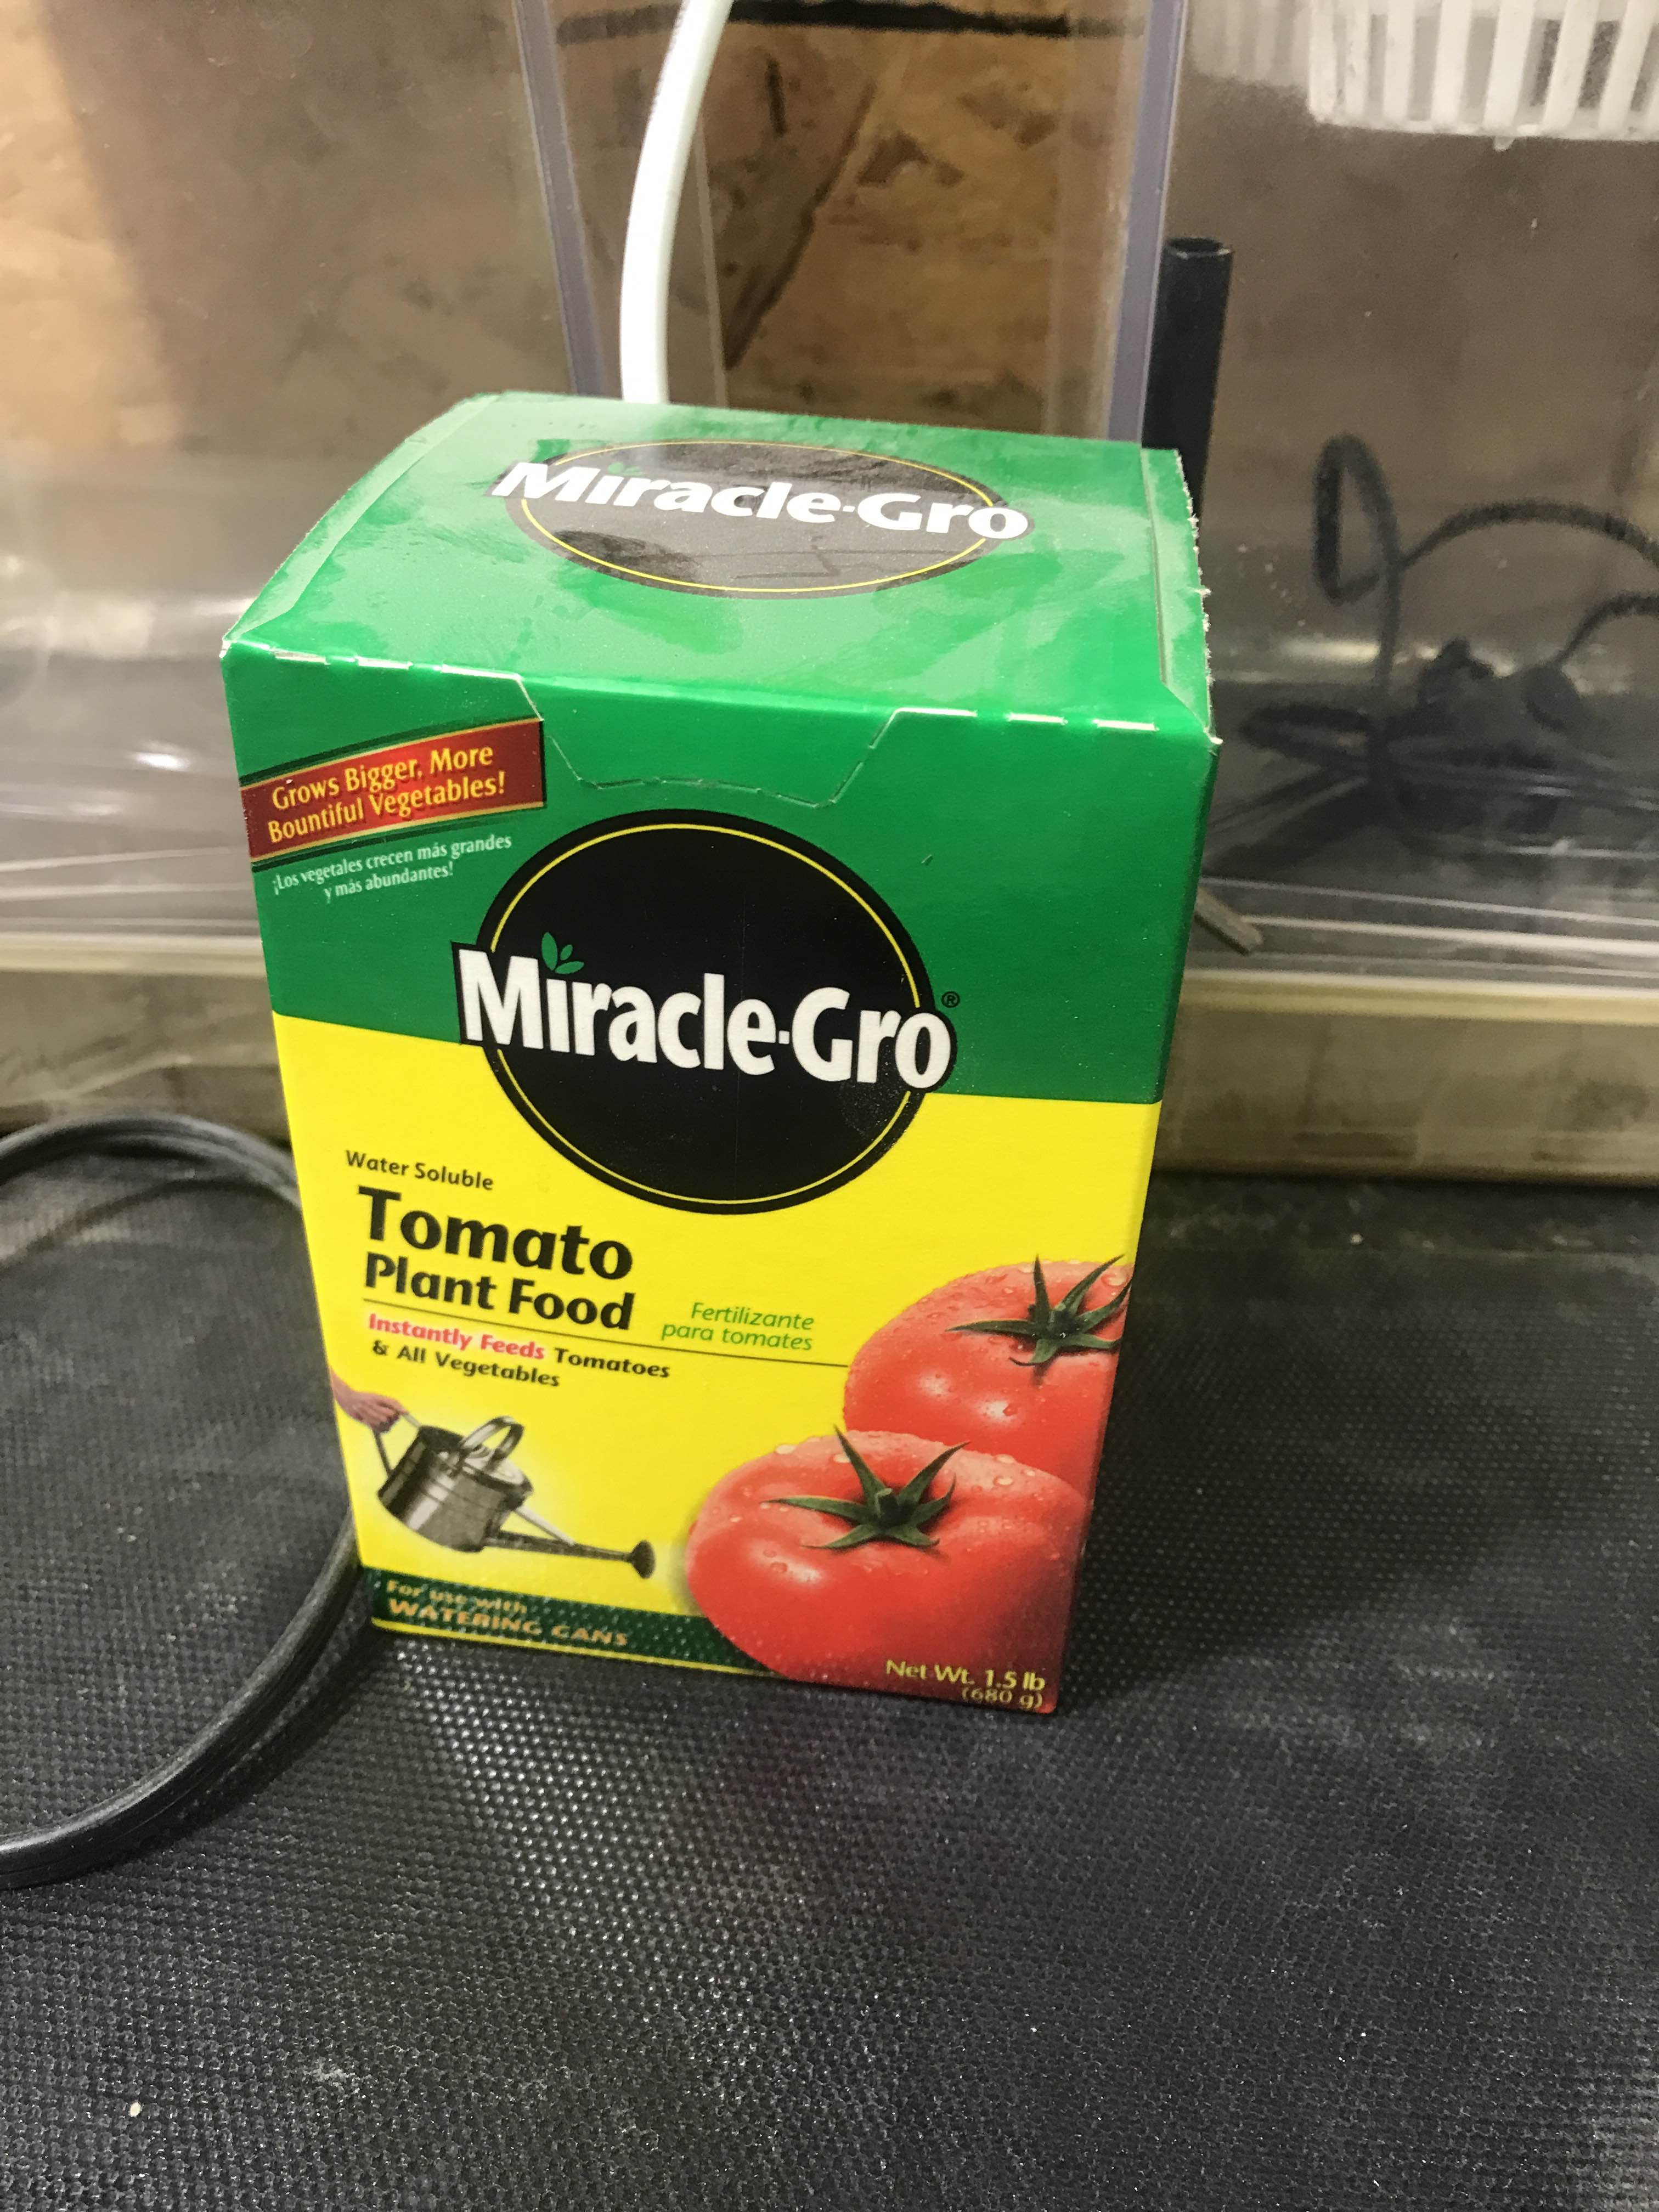 Miracle-Gro
Grows Bigger, More
Bountiful Vegetables!
¡Los vegetales crecen más grandes
y más abundantes!
Miracle-Gro®
Water Soluble
Tomato
Plant Food
Fertilizante
para tomates
Instantly Feeds Tomatoes
& All Vegetables
For use with
WATERING CANS
Net Wt. 1.5 lb
(680 g)